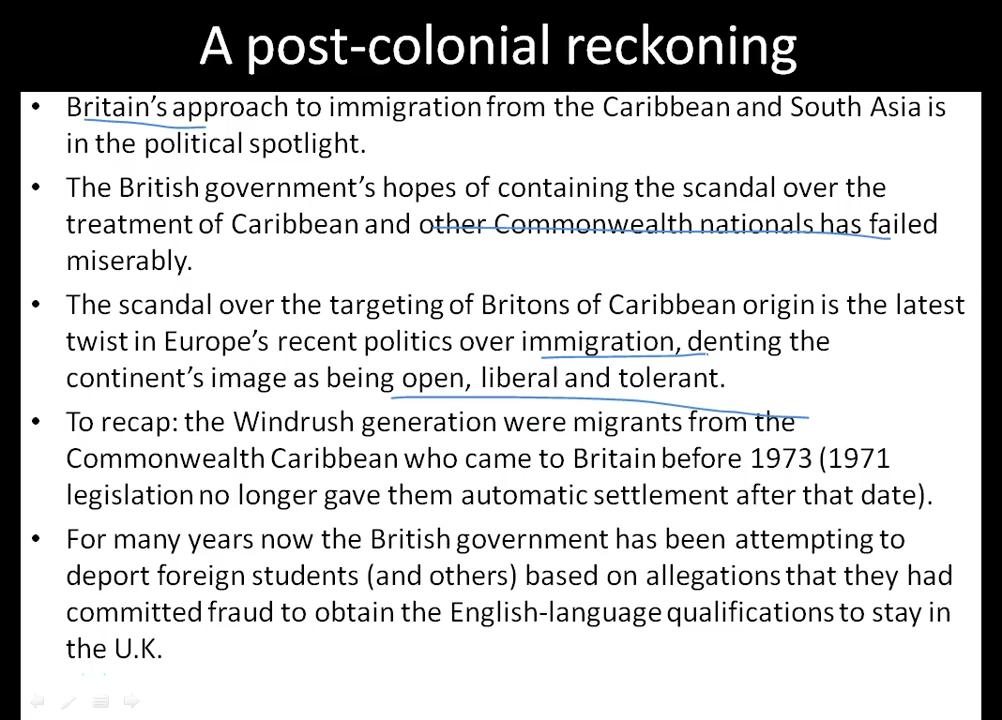 A post-colonial reckoning
• Britain's approach to immigration from the Caribbean and South Asia is
in the political spotlight.
• The British government's hopes of containing the scandal over the
treatment of Caribbean and other Commonwealth nationals has failed
miserably.
• The scandal over the targeting of Britons of Caribbean origin is the latest
twist in Europe's recent politics over immigration, denting the
continent's image as being open, liberal and tolerant.
• To recap: the Windrush generation were migrants from the
Commonwealth Caribbean who came to Britain before 1973 (1971
legislation no longer gave them automatic settlement after that date).
• For many years now the British government has been attempting to
deport foreign students (and others) based on allegations that they had
committed fraud to obtain the English-language qualifications to stay in
the U.K.